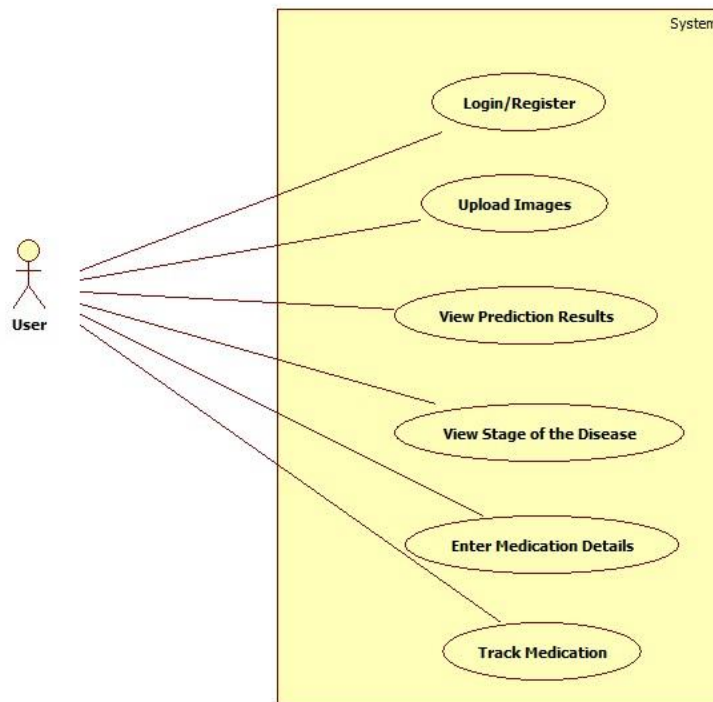 System
Login/Register
Upload Images
User
View Prediction Results
View Stage of the Disease
Enter Medication Details
Track Medication